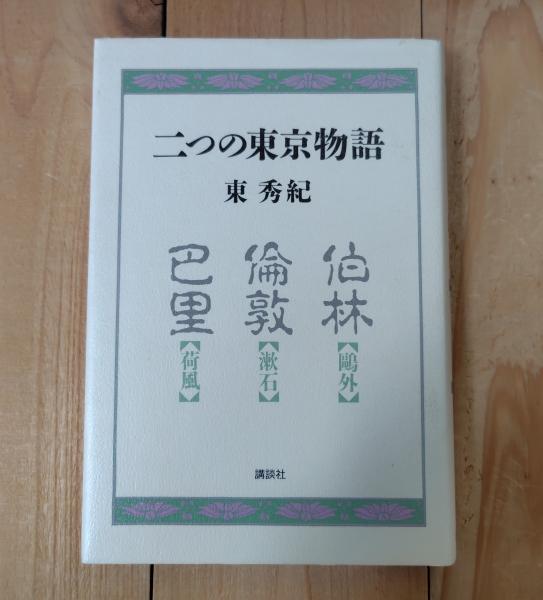 二つの東京物語
東 秀紀
伯林
【鷗外】
倫敦
【漱石】
巴里
【荷風】
講談社